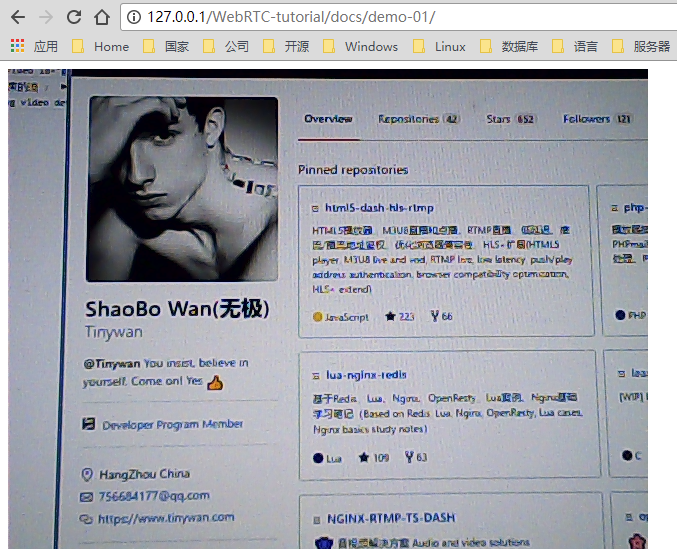 127.0.0.1/WebRTC-tutorial/docs/demo-01/
应用 Home 国家 公司 开源 Windows Linux 数据库 语言 服务器
video de
Overview Repositories 42 Stars 652 Followers 121
Pinned repositories
html5-dash-hls-rtmp
php-
HTML5播放器、M3U8直播和点播、RTMP直播、低延迟、推
流/播流地址鉴权、优化浏览器兼容性、HLS+扩展(HTML5
player, M3U8 live and vod, RTMP live, low latency, push/play
address authentication, browser compatibility optimization,
HLS+ extend)
JavaScript 223 66
PHP
ShaoBo Wan(无极)
Tinywan
@Tinywan You insist, believe in
yourself. Come on! Yes
Developer Program Member
HangZhou China
756684177@qq.com
https://www.tinywan.com
lua-nginx-redis
基于Redis、Lua、Nginx、OpenResty、Lua案例、Nginx基础
学习笔记 (Based on Redis, Lua, Nginx, OpenResty, Lua cases,
Nginx basics study notes)
[WIP]
Lua 109 63
C
NGINX-RTMP-TS-DASH
音视频解决方案 Audio and video solutions